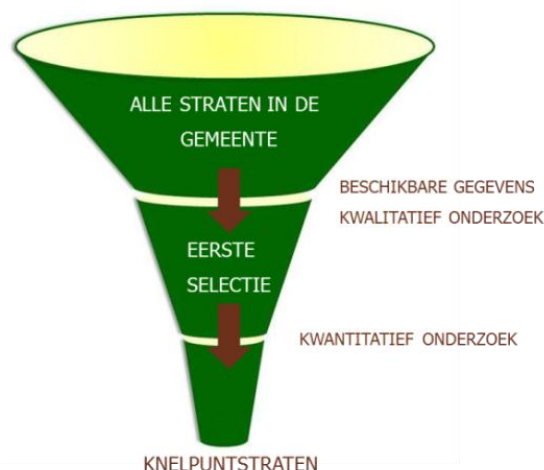 ALLE STRATEN IN DE
GEMEENTE
BESCHIKBARE GEGEVENS
KWALITATIEF ONDERZOEK
EERSTE
SELECTIE
KWANTITATIEF ONDERZOEK
KNELPUNTSTRATEN